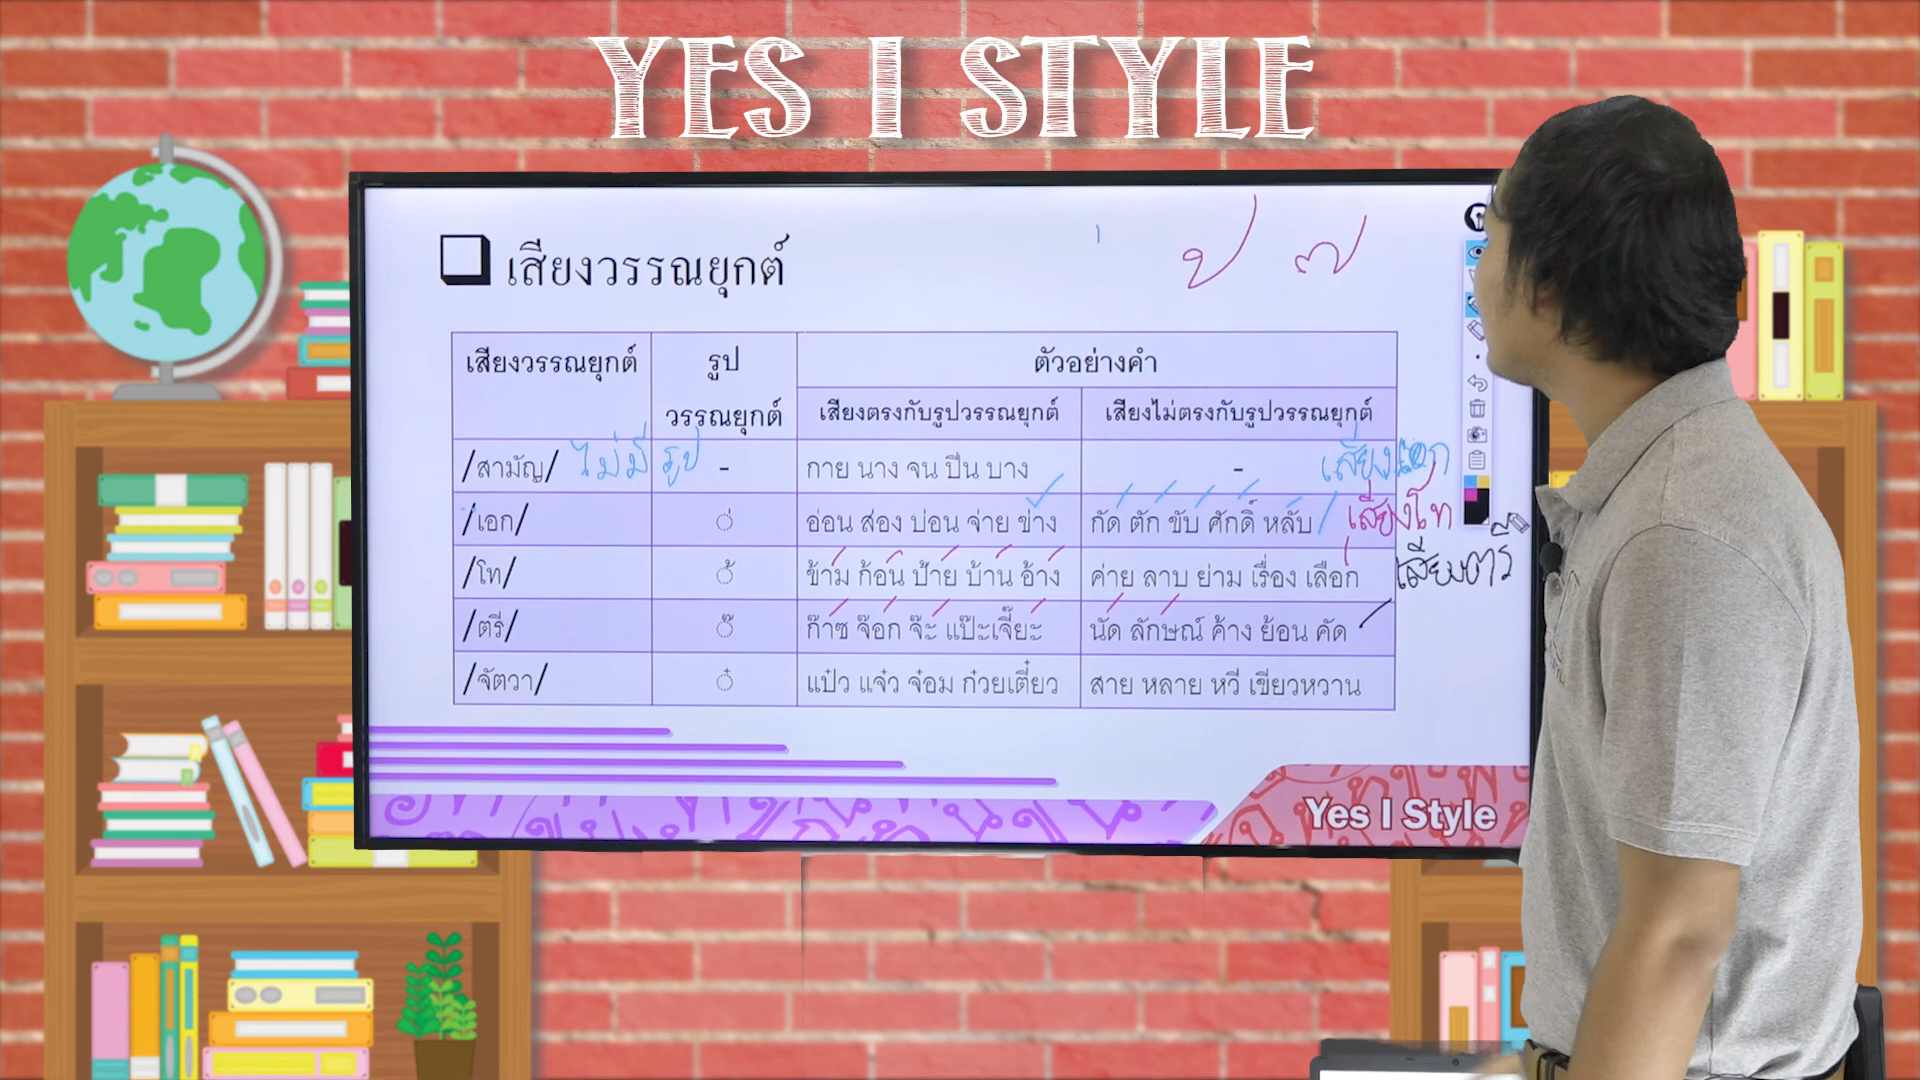 YES I STYLE
ป ๗
เสียงวรรณยุกต์
เสียงวรรณยุกต์ รูปวรรณยุกต์ ตัวอย่างคำ
เสียงตรงกับรูปวรรณยุกต์ เสียงไม่ตรงกับรูปวรรณยุกต์
/สามัญ/ ไม่มีรูป - กาย นาง จน ปีน บาง - เสียงเอก
/เอก/ ่ อ่อน ส่อง บ่อน จ่าย ข่าง กัด ตัก ขับ ศักดิ์ หลับ เสียงโท
/โท/ ้ ข้าม ก้อน ป้าย บ้าน อ้าง ค่าย ลาบ ย่าม เรื่อง เลือก เสียงตรี
/ตรี/ ๊ ก๊าซ จ๊อก จ๊ะ แป๊ะเจี๊ยะ นัด ลักษณ์ ค้าง ย้อน คัด
/จัตวา/ ๋ แป๋ว แจ๋ว จ๋อม ก๋วยเตี๋ยว สาย หลาย หวี เขียวหวาน
Yes I Style